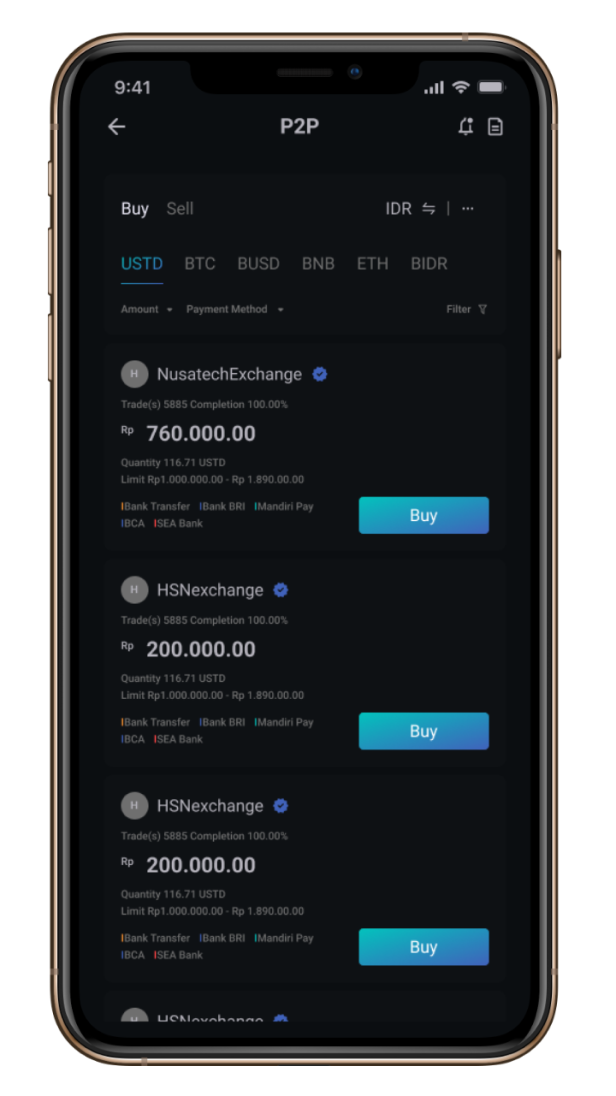 9:41
P2P
Buy Sell IDR | ...
USTD BTC BUSD BNB ETH BIDR
Amount Payment Method Filter
H NusatechExchange
Trade(s) 5885 Completion 100.00%
Rp 760.000.00
Quantity 116.71 USTD
Limit Rp1.000.000.00 - Rp 1.890.00.00
Bank Transfer Bank BRI Mandiri Pay
BCA SEA Bank
Buy
H HSNexchange
Trade(s) 5885 Completion 100.00%
Rp 200.000.00
Quantity 116.71 USTD
Limit Rp1.000.000.00 - Rp 1.890.00.00
Bank Transfer Bank BRI Mandiri Pay
BCA SEA Bank
Buy
H HSNexchange
Trade(s) 5885 Completion 100.00%
Rp 200.000.00
Quantity 116.71 USTD
Limit Rp1.000.000.00 - Rp 1.890.00.00
Bank Transfer Bank BRI Mandiri Pay
BCA SEA Bank
Buy
H HSNexchange